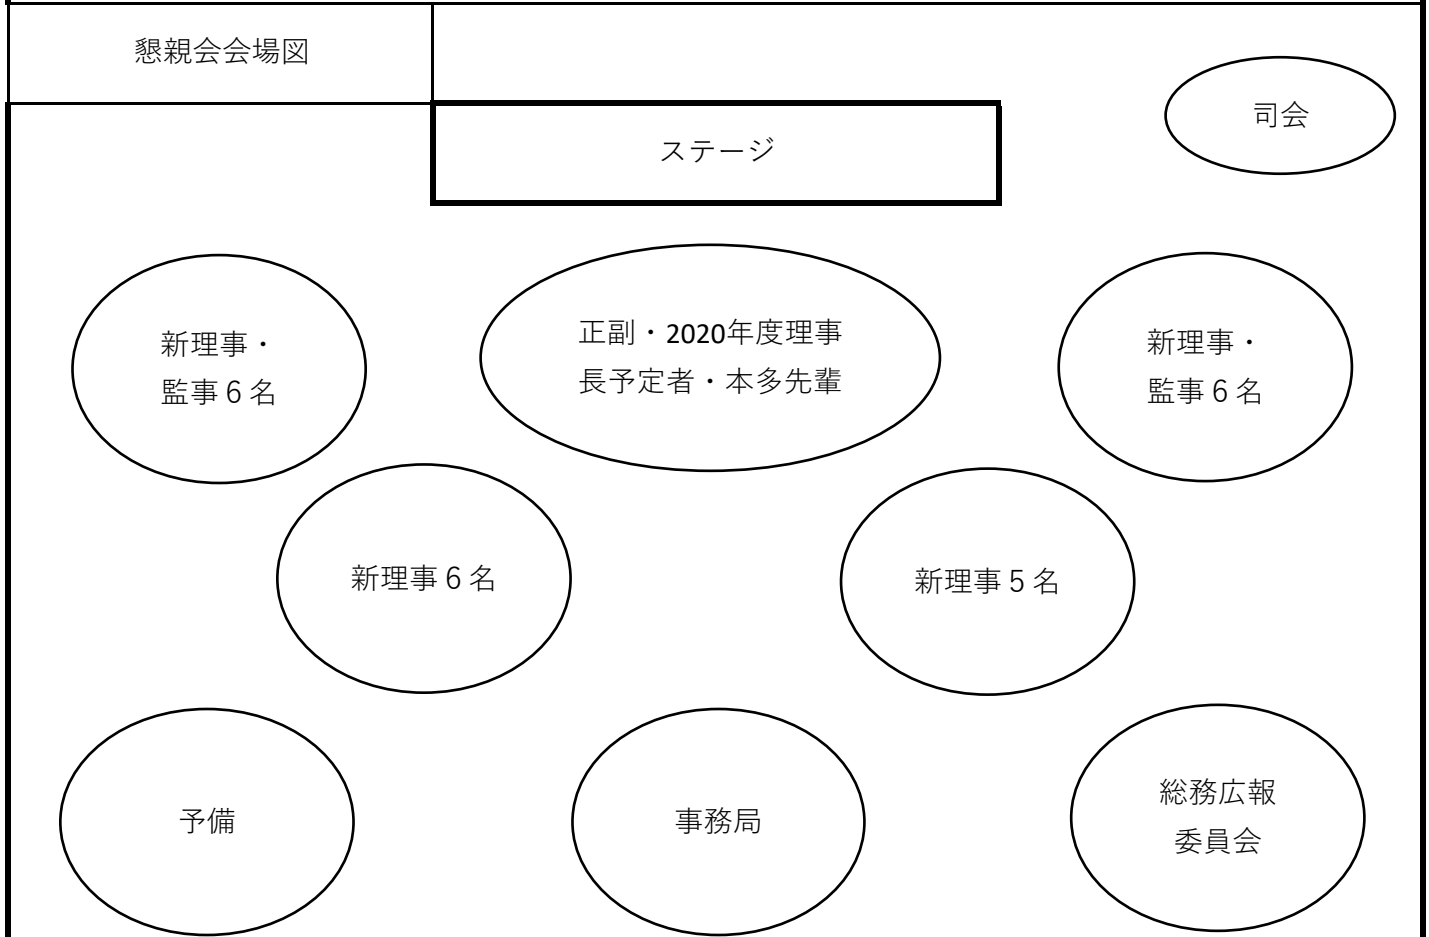 懇親会会場図
司会
ステージ
新理事・
監事６名
正副・2020年度理事
長予定者・本多先輩
新理事・
監事６名
新理事６名
新理事５名
予備
事務局
総務広報
委員会